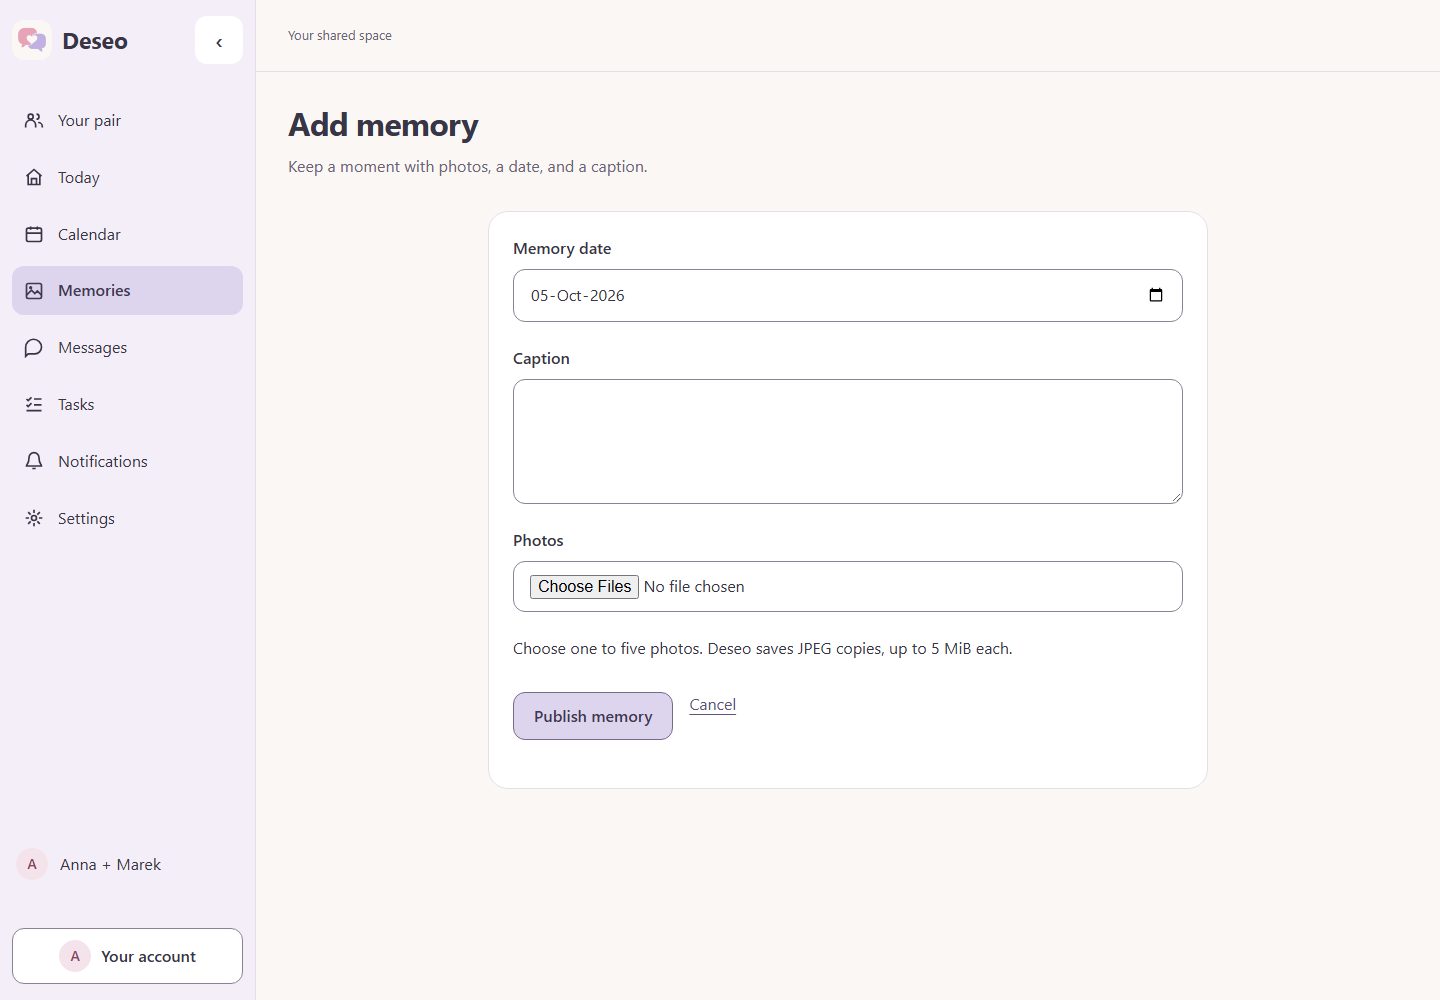 Deseo
‹
Your pair
Today
Calendar
Memories
Messages
Tasks
Notifications
Settings
A Anna + Marek
A Your account
Your shared space
Add memory
Keep a moment with photos, a date, and a caption.
Memory date
05-Oct-2026
Caption
Photos
Choose Files No file chosen
Choose one to five photos. Deseo saves JPEG copies, up to 5 MiB each.
Publish memory Cancel